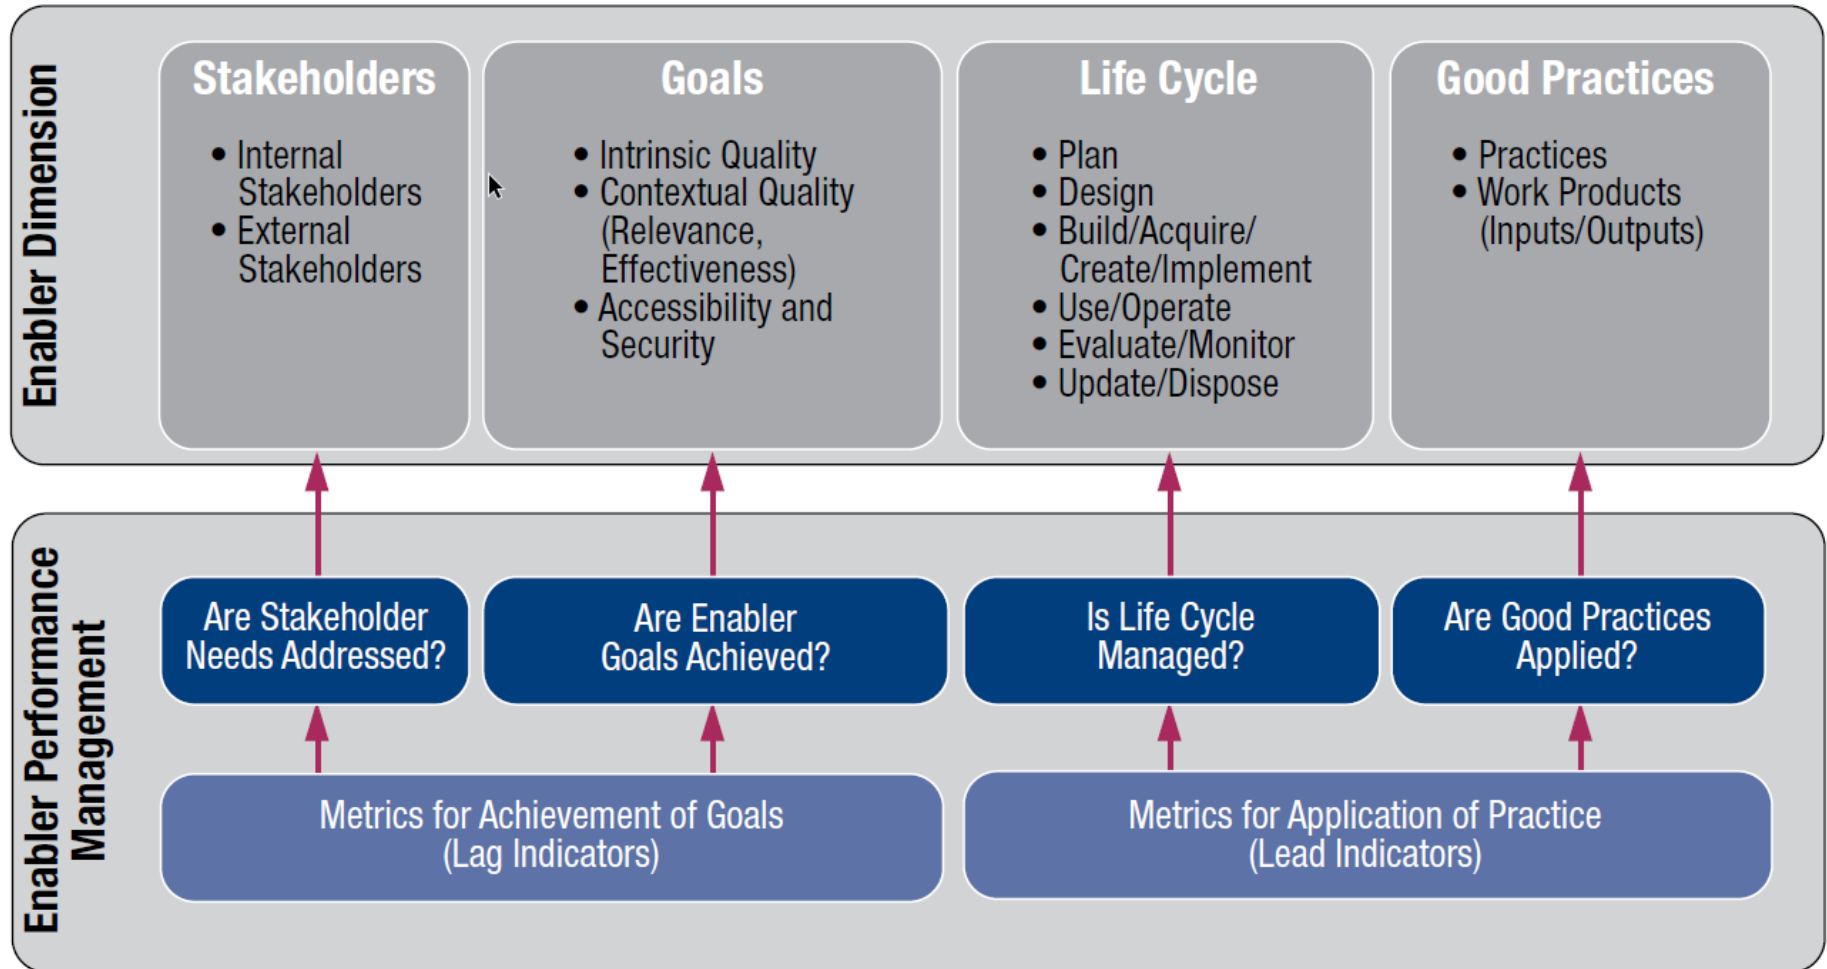 Enabler Dimension
Stakeholders
• Internal
Stakeholders
• External
Stakeholders
Goals
• Intrinsic Quality
• Contextual Quality
(Relevance,
Effectiveness)
• Accessibility and
Security
Life Cycle
• Plan
• Design
• Build/Acquire/
Create/Implement
• Use/Operate
• Evaluate/Monitor
• Update/Dispose
Good Practices
• Practices
• Work Products
(Inputs/Outputs)
Enabler Performance
Management
Are Stakeholder
Needs Addressed?
Are Enabler
Goals Achieved?
Is Life Cycle
Managed?
Are Good Practices
Applied?
Metrics for Achievement of Goals
(Lag Indicators)
Metrics for Application of Practice
(Lead Indicators)